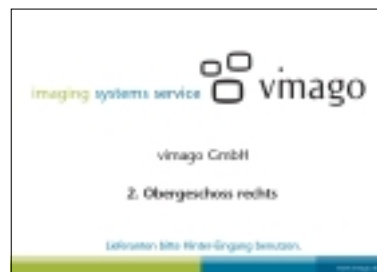 imaging systems service vimago
vimago GmbH
2. Obergeschoss rechts
Lieferanten bitte Hinter-Eingang benutzen.